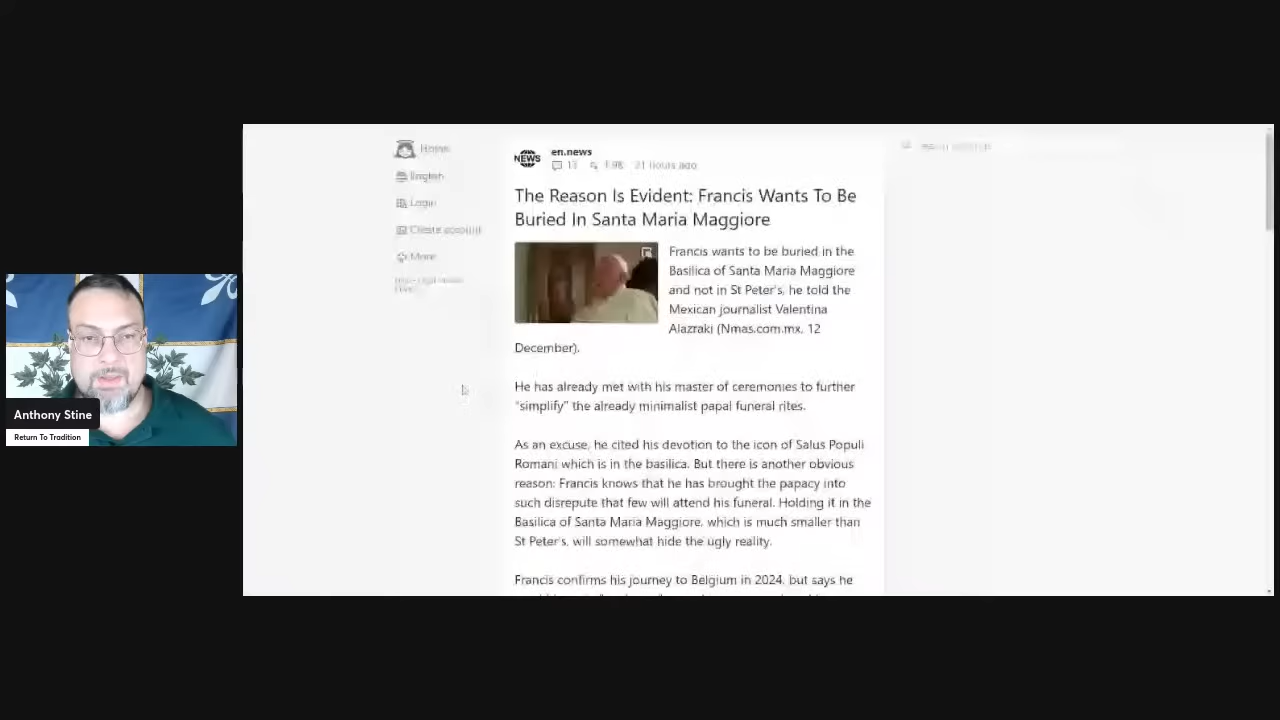 Home
English
Login
Create account
More
NEWS
en.news
13 1.9K 21 hours ago
The Reason Is Evident: Francis Wants To Be
Buried In Santa Maria Maggiore
Francis wants to be buried in the
Basilica of Santa Maria Maggiore
and not in St Peter's, he told the
Mexican journalist Valentina
Alazraki (Nmas.com.mx, 12
December).
He has already met with his master of ceremonies to further
"simplify" the already minimalist papal funeral rites.
As an excuse, he cited his devotion to the icon of Salus Populi
Romani which is in the basilica. But there is another obvious
reason: Francis knows that he has brought the papacy into
such disrepute that few will attend his funeral. Holding it in the
Basilica of Santa Maria Maggiore, which is much smaller than
St Peter's, will somewhat hide the ugly reality.
Francis confirms his journey to Belgium in 2024, but says he
Anthony Stine
Return To Tradition